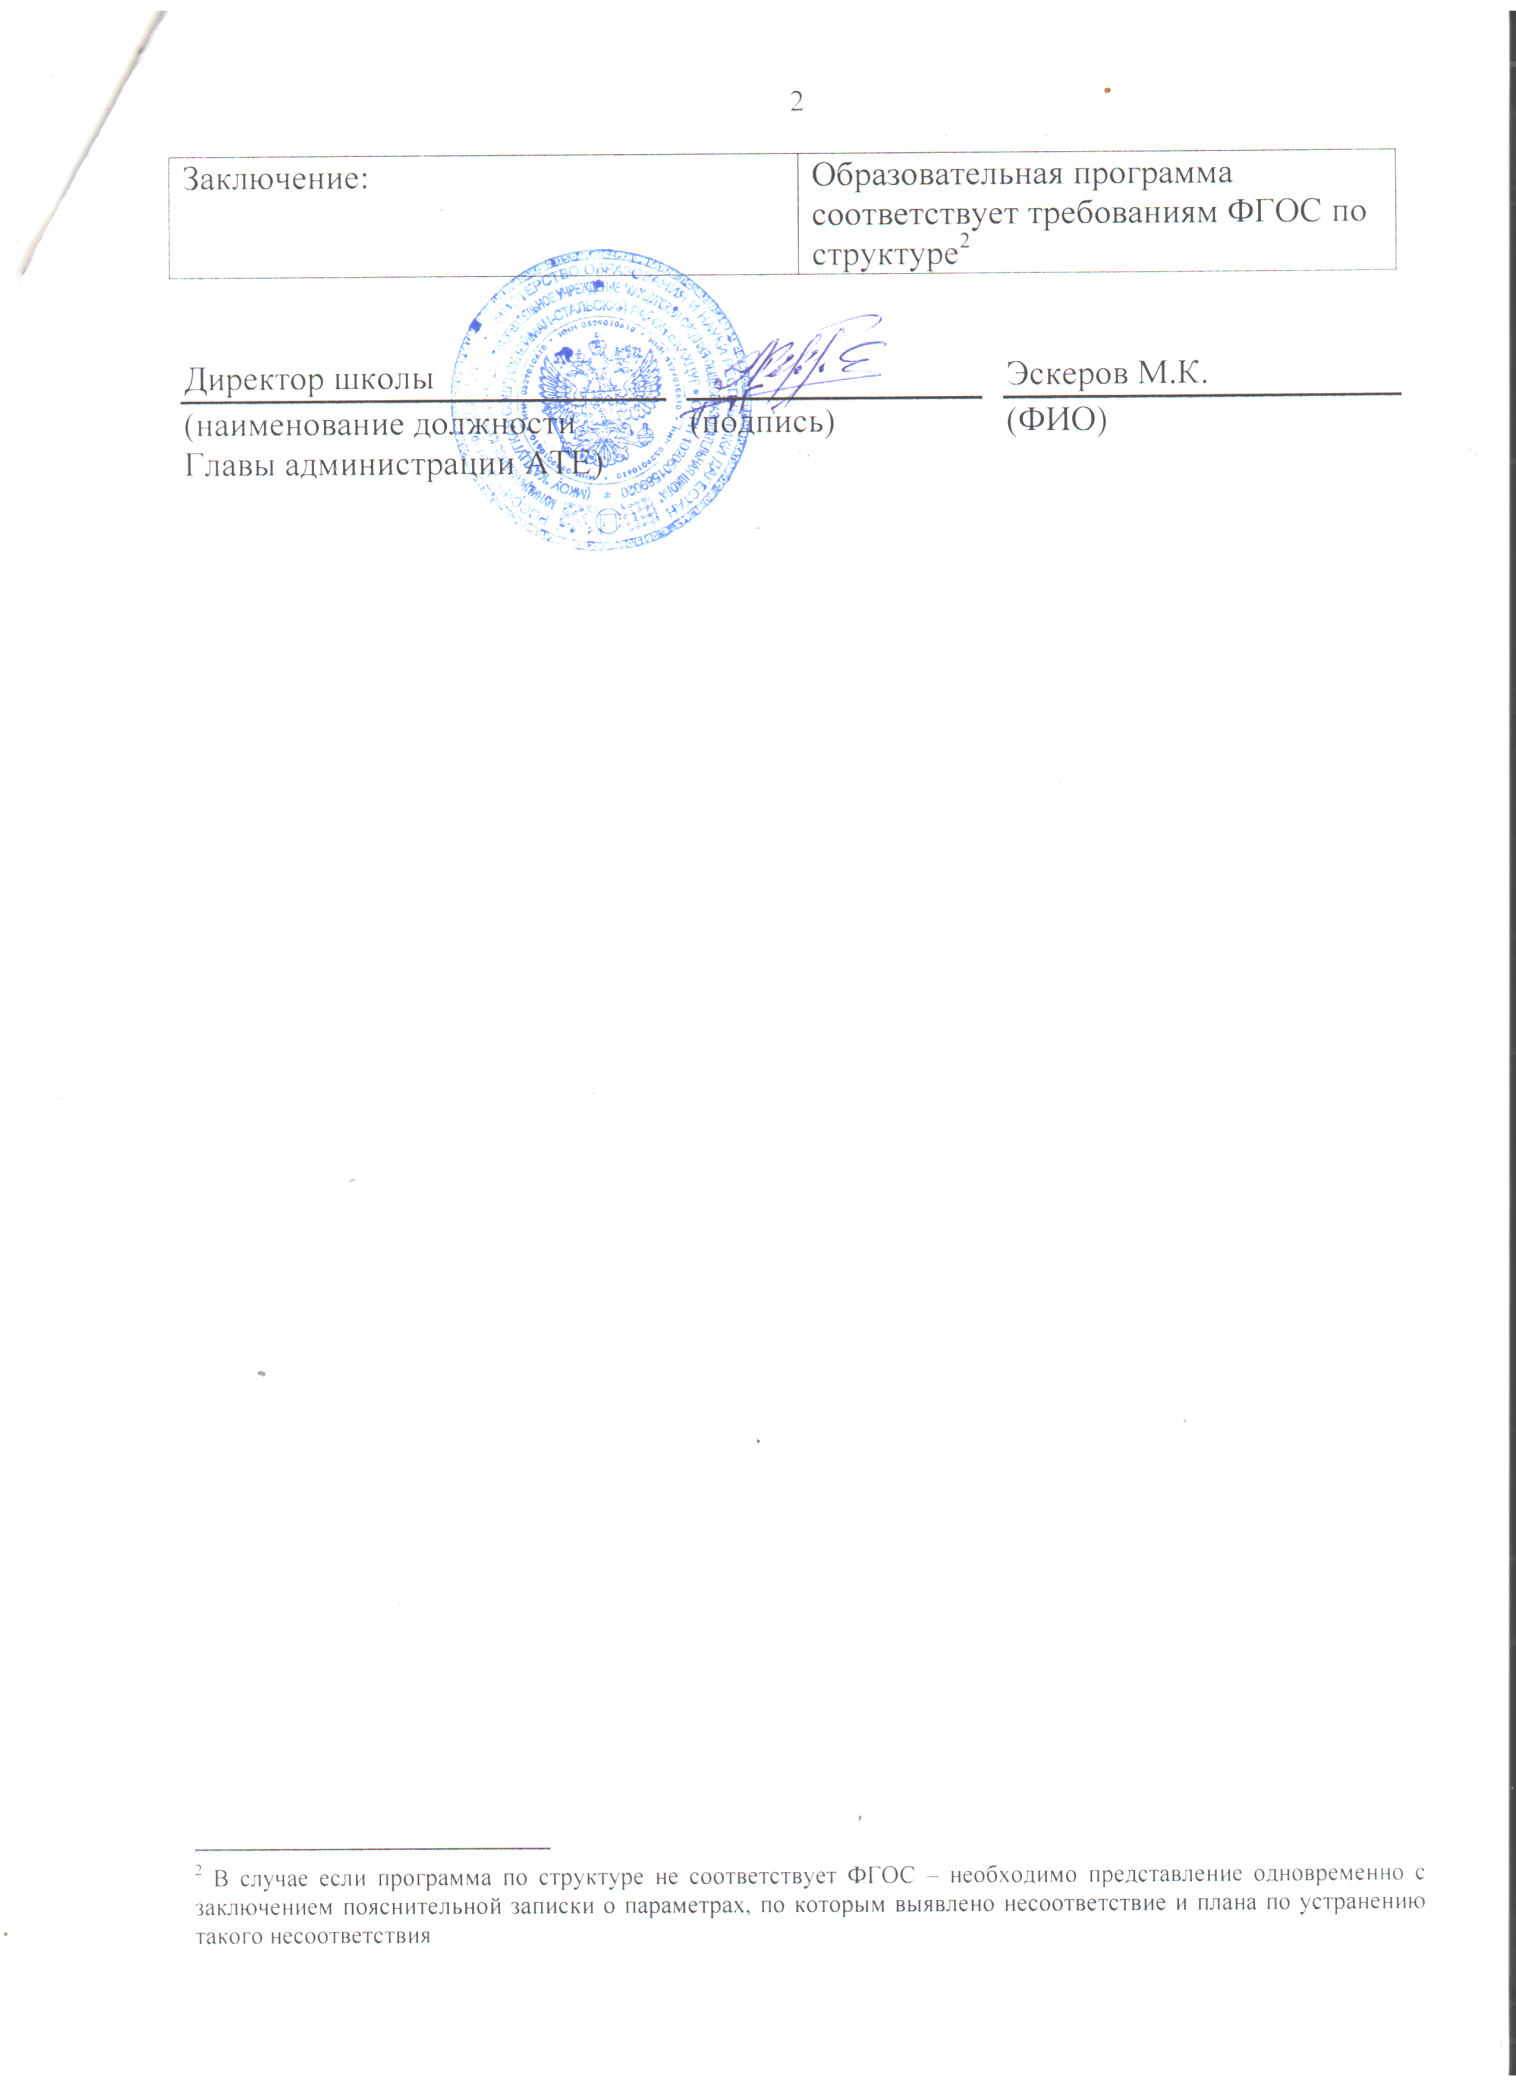 2
Заключение:
Образовательная программа
соответствует требованиям ФГОС по
структуре2
Директор школы
Эскеров М.К.
(наименование должности
(подпись)
(ФИО)
Главы администрации АТЕ)
ИНН 0529010610
2 В случае если программа по структуре не соответствует ФГОС – необходимо представление одновременно с
заключением пояснительной записки о параметрах, по которым выявлено несоответствие и плана по устранению
такого несоответствия